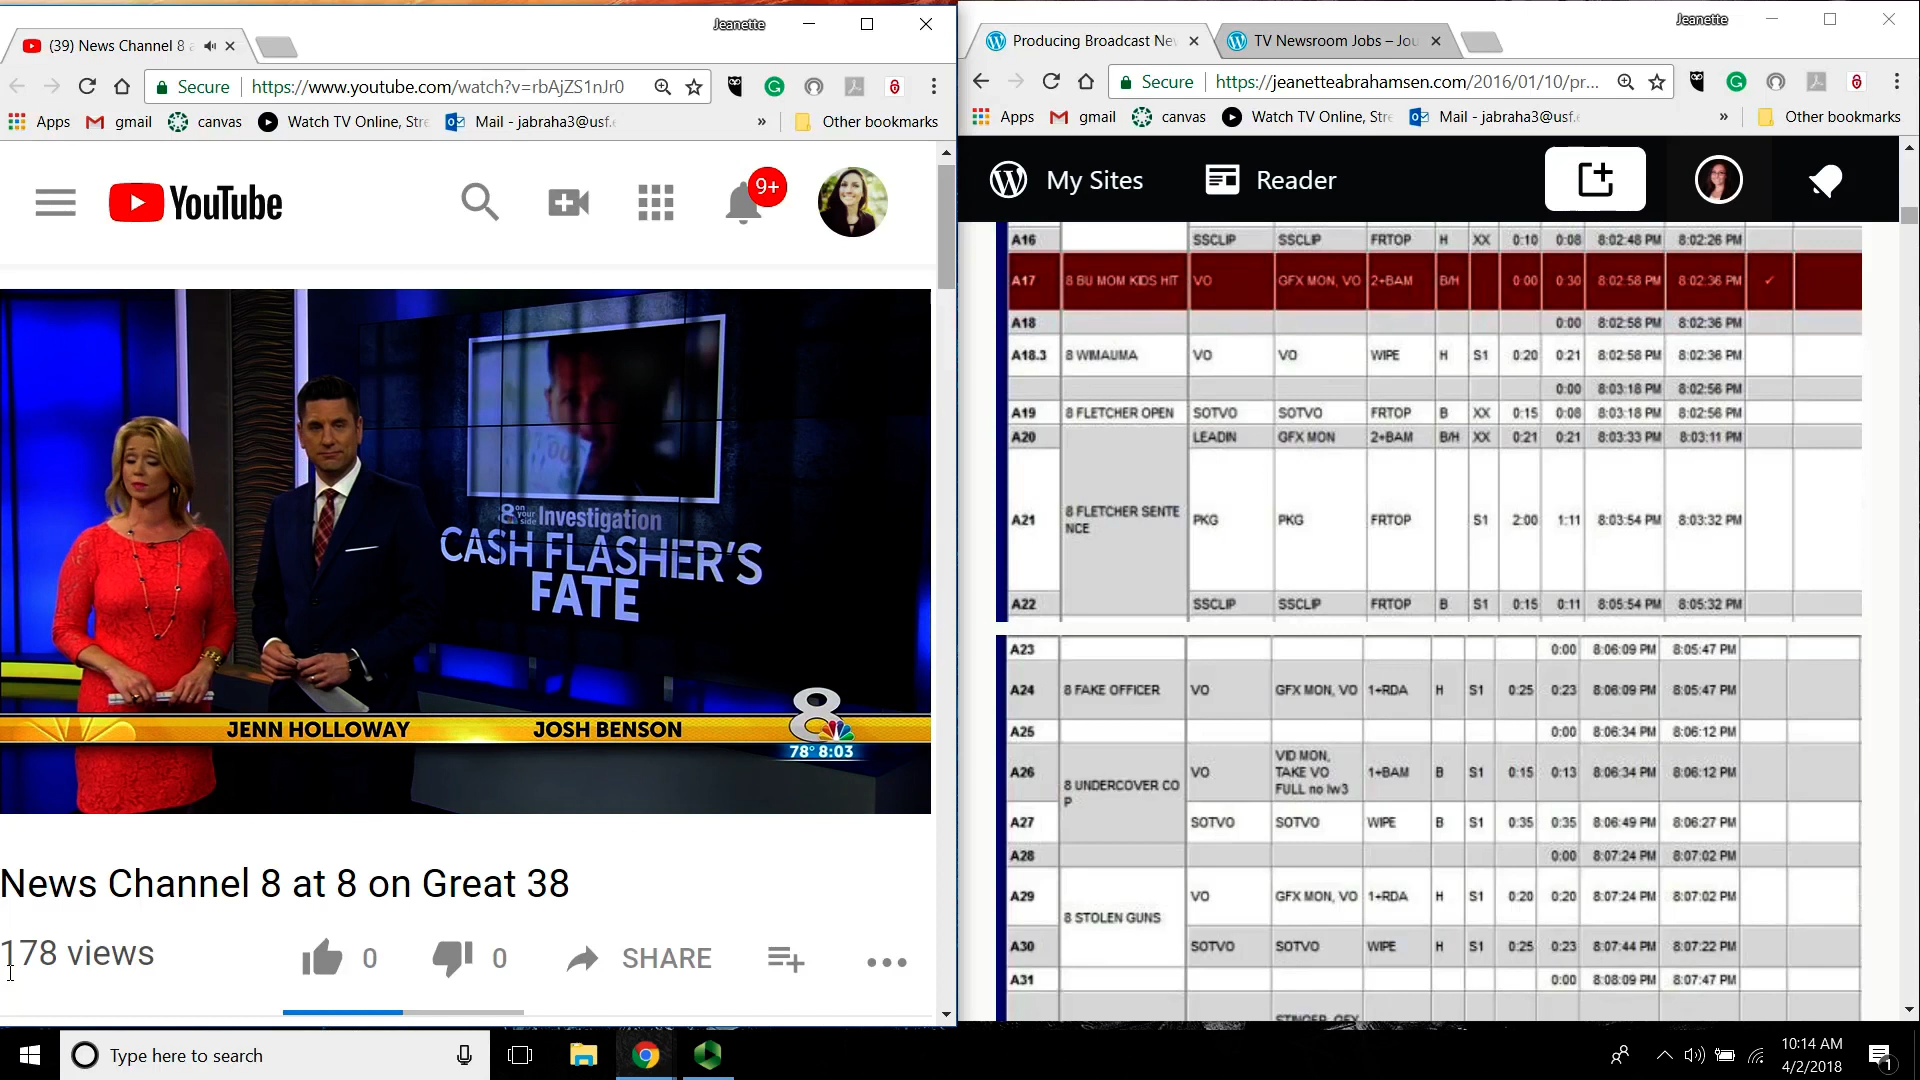 Jeanette
(39) News Channel 8 a
Secure https://www.youtube.com/watch?v=rbAjZS1nJr0
Apps gmail canvas Watch TV Online, Stre Mail - jabraha3@usf.e » Other bookmarks
YouTube 9+
8 on your side Investigation
CASH FLASHER'S
FATE
JENN HOLLOWAY JOSH BENSON
8
78° 8:03
News Channel 8 at 8 on Great 38
178 views 0 0 SHARE
Jeanette
Producing Broadcast Nev TV Newsroom Jobs – Jou
Secure https://jeanetteabrahamsen.com/2016/01/10/pr...
Apps gmail canvas Watch TV Online, Stre Mail - jabraha3@usf.e » Other bookmarks
My Sites Reader
A16 SSCLIP SSCLIP FRTOP H XX 0:10 0:08 8:02:48 PM 8:02:26 PM
A17 8 BU MOM KIDS HIT VO GFX MON, VO 2+BAM B/H 0:00 0:30 8:02:58 PM 8:02:36 PM ✓
A18 0:00 8:02:58 PM 8:02:36 PM
A18.3 8 WIMAUMA VO VO WIPE H S1 0:20 0:21 8:02:58 PM 8:02:36 PM
0:00 8:03:18 PM 8:02:56 PM
A19 8 FLETCHER OPEN SOTVO SOTVO FRTOP B XX 0:15 0:08 8:03:18 PM 8:02:56 PM
A20 LEADIN GFX MON 2+BAM B/H XX 0:21 0:21 8:03:33 PM 8:03:11 PM
A21 8 FLETCHER SENTE
NCE PKG PKG FRTOP S1 2:00 1:11 8:03:54 PM 8:03:32 PM
A22 SSCLIP SSCLIP FRTOP B S1 0:15 0:11 8:05:54 PM 8:05:32 PM
A23 0:00 8:06:09 PM 8:05:47 PM
A24 8 FAKE OFFICER VO GFX MON, VO 1+RDA H S1 0:25 0:23 8:06:09 PM 8:05:47 PM
A25 0:00 8:06:34 PM 8:06:12 PM
A26 8 UNDERCOVER CO
P VO VID MON,
TAKE VO
FULL no lw3 1+BAM B S1 0:15 0:13 8:06:34 PM 8:06:12 PM
A27 SOTVO SOTVO WIPE B S1 0:35 0:35 8:06:49 PM 8:06:27 PM
A28 0:00 8:07:24 PM 8:07:02 PM
A29 8 STOLEN GUNS VO GFX MON, VO 1+RDA H S1 0:20 0:20 8:07:24 PM 8:07:02 PM
A30 SOTVO SOTVO WIPE H S1 0:25 0:23 8:07:44 PM 8:07:22 PM
A31 0:00 8:08:09 PM 8:07:47 PM
Type here to search
10:14 AM
4/2/2018
1